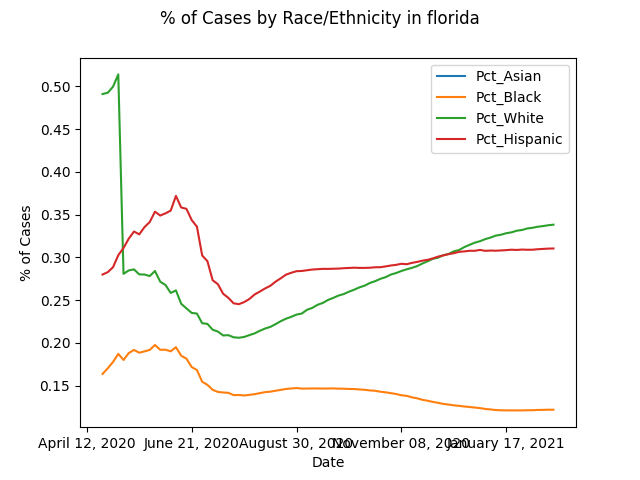 % of Cases by Race/Ethnicity in florida
Pct_Asian
Pct_Black
Pct_White
Pct_Hispanic
% of Cases
0.50
0.45
0.40
0.35
0.30
0.25
0.20
0.15
April 12, 2020 June 21, 2020 August 30, 2020 November 08, 2020 January 17, 2021
Date